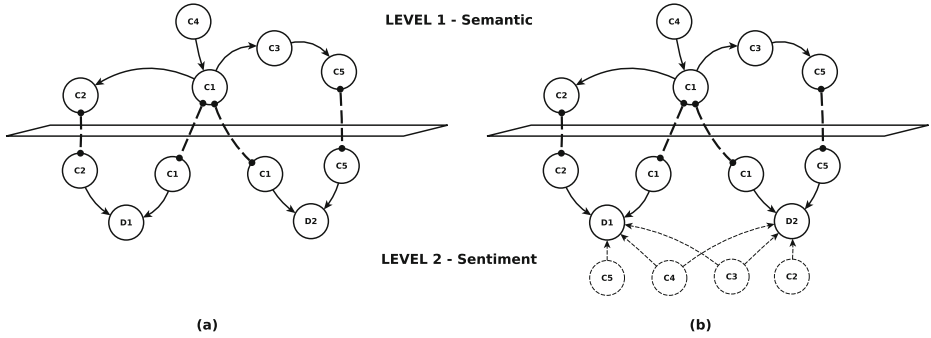 C4
LEVEL 1 - Semantic
C4
C3
C3
C5
C5
C1
C1
C2
C2
C2
C1
C1
C5
C2
C1
C1
C5
D1
D2
D1
D2
LEVEL 2 - Sentiment
C5
C4
C3
C2
(a)
(b)